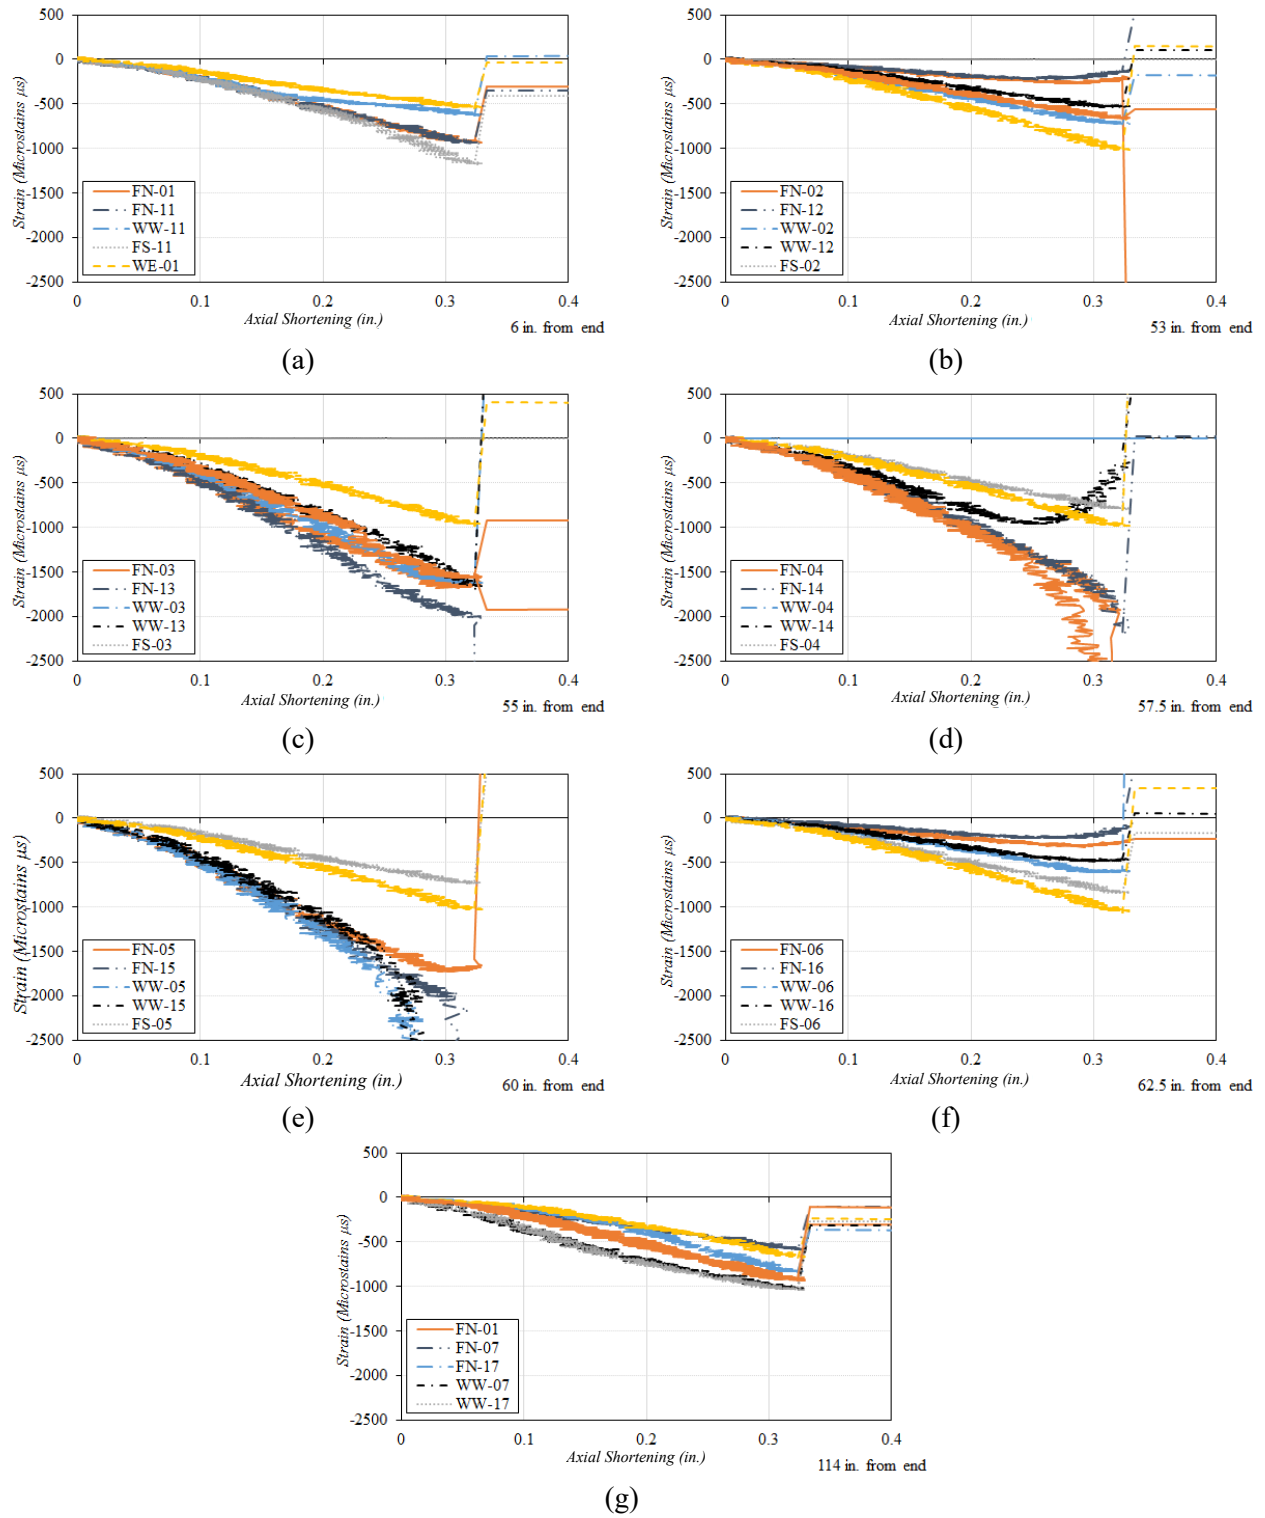 500
0
-500
-1000
-1500
-2000
-2500
Strain (Microstains µs)
FN-01
FN-11
WW-11
FS-11
WE-01
0 0.1 0.2 0.3 0.4
Axial Shortening (in.)
6 in. from end
(a)
500
0
-500
-1000
-1500
-2000
-2500
Strain (Microstains µs)
FN-02
FN-12
WW-02
WW-12
FS-02
0 0.1 0.2 0.3 0.4
Axial Shortening (in.)
53 in. from end
(b)
500
0
-500
-1000
-1500
-2000
-2500
Strain (Microstains µs)
FN-03
FN-13
WW-03
WW-13
FS-03
0 0.1 0.2 0.3 0.4
Axial Shortening (in.)
55 in. from end
(c)
500
0
-500
-1000
-1500
-2000
-2500
Strain (Microstains µs)
FN-04
FN-14
WW-04
WW-14
FS-04
0 0.1 0.2 0.3 0.4
Axial Shortening (in.)
57.5 in. from end
(d)
500
0
-500
-1000
-1500
-2000
-2500
Strain (Microstains µs)
FN-05
FN-15
WW-05
WW-15
FS-05
0 0.1 0.2 0.3 0.4
Axial Shortening (in.)
60 in. from end
(e)
500
0
-500
-1000
-1500
-2000
-2500
Strain (Microstains µs)
FN-06
FN-16
WW-06
WW-16
FS-06
0 0.1 0.2 0.3 0.4
Axial Shortening (in.)
62.5 in. from end
(f)
500
0
-500
-1000
-1500
-2000
-2500
Strain (Microstains µs)
FN-01
FN-07
FN-17
WW-07
WW-17
0 0.1 0.2 0.3 0.4
Axial Shortening (in.)
114 in. from end
(g)